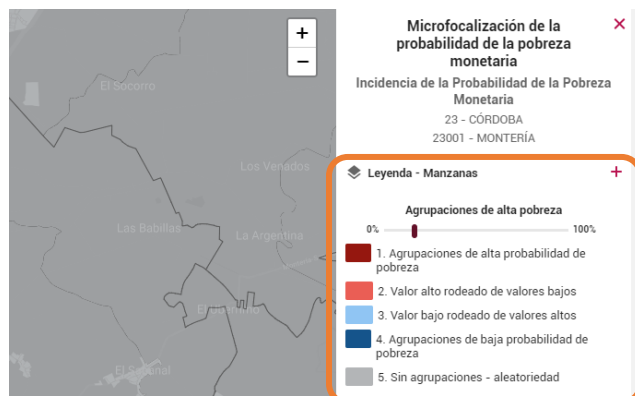 +
−
El Socorro
Los Venados
Las Babillas
La Argentina
El Sabanal
Microfocalización de la
probabilidad de la pobreza
monetaria
×
Incidencia de la Probabilidad de la Pobreza
Monetaria
23 - CÓRDOBA
23001 - MONTERÍA
Leyenda - Manzanas
+
Agrupaciones de alta pobreza
0% 100%
1. Agrupaciones de alta probabilidad de
pobreza
2. Valor alto rodeado de valores bajos
3. Valor bajo rodeado de valores altos
4. Agrupaciones de baja probabilidad de
pobreza
5. Sin agrupaciones - aleatoriedad